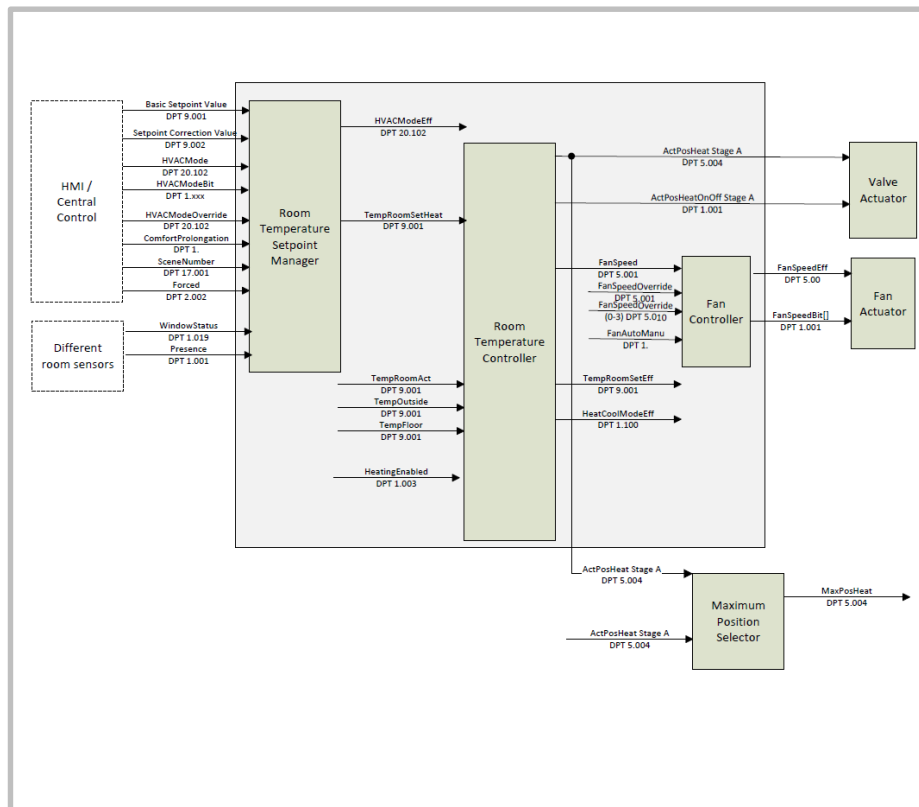 HMI /
Central
Control
Basic Setpoint Value
DPT 9.001
Setpoint Correction Value
DPT 9.002
HVACMode
DPT 20.102
HVACModeBit
DPT 1.xxx
HVACModeOverride
DPT 20.102
ComfortProlongation
DPT 1.
SceneNumber
DPT 17.001
Forced
DPT 2.002
Different
room sensors
WindowStatus
DPT 1.019
Presence
DPT 1.001
Room
Temperature
Setpoint
Manager
HVACModeEff
DPT 20.102
TempRoomSetHeat
DPT 9.001
TempRoomAct
DPT 9.001
TempOutside
DPT 9.001
TempFloor
DPT 9.001
HeatingEnabled
DPT 1.003
Room
Temperature
Controller
ActPosHeat Stage A
DPT 5.004
ActPosHeatOnOff Stage A
DPT 1.001
FanSpeed
DPT 5.001
FanSpeedOverride
DPT 5.001
FanSpeedOverride
(0-3) DPT 5.010
FanAutoManu
DPT 1.
TempRoomSetEff
DPT 9.001
HeatCoolModeEff
DPT 1.100
Fan
Controller
FanSpeedEff
DPT 5.00
FanSpeedBit[]
DPT 1.001
Valve
Actuator
Fan
Actuator
ActPosHeat Stage A
DPT 5.004
ActPosHeat Stage A
DPT 5.004
Maximum
Position
Selector
MaxPosHeat
DPT 5.004